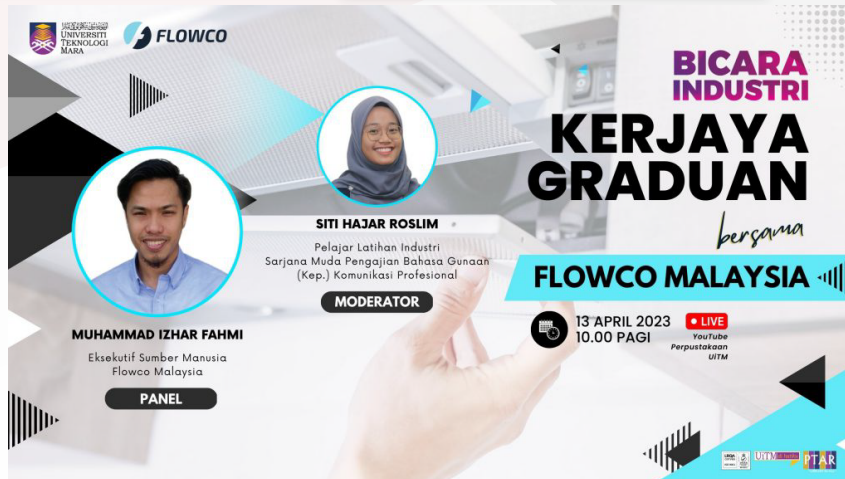 UNIVERSITI
TEKNOLOGI
MARA
FLOWCO
BICARA
INDUSTRI
KERJAYA
GRADUAN
bersama
FLOWCO MALAYSIA
13 APRIL 2023
10.00 PAGI
LIVE
YouTube
Perpustakaan
UiTM
SITI HAJAR ROSLIM
Pelajar Latihan Industri
Sarjana Muda Pengajian Bahasa Gunaan
(Kep.) Komunikasi Profesional
MODERATOR
MUHAMMAD IZHAR FAHMI
Eksekutif Sumber Manusia
Flowco Malaysia
PANEL
UiTM
PTAR